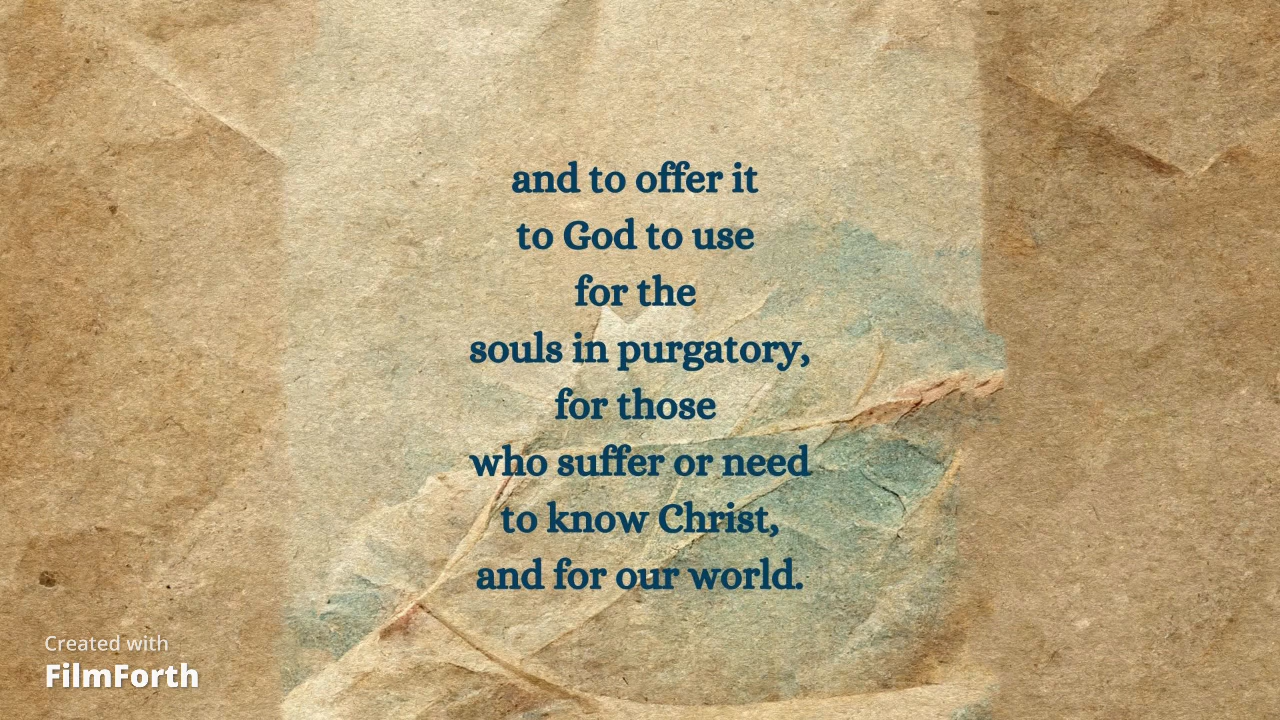 and to offer it
to God to use
for the
souls in purgatory,
for those
who suffer or need
to know Christ,
and for our world.
Created with
FilmForth